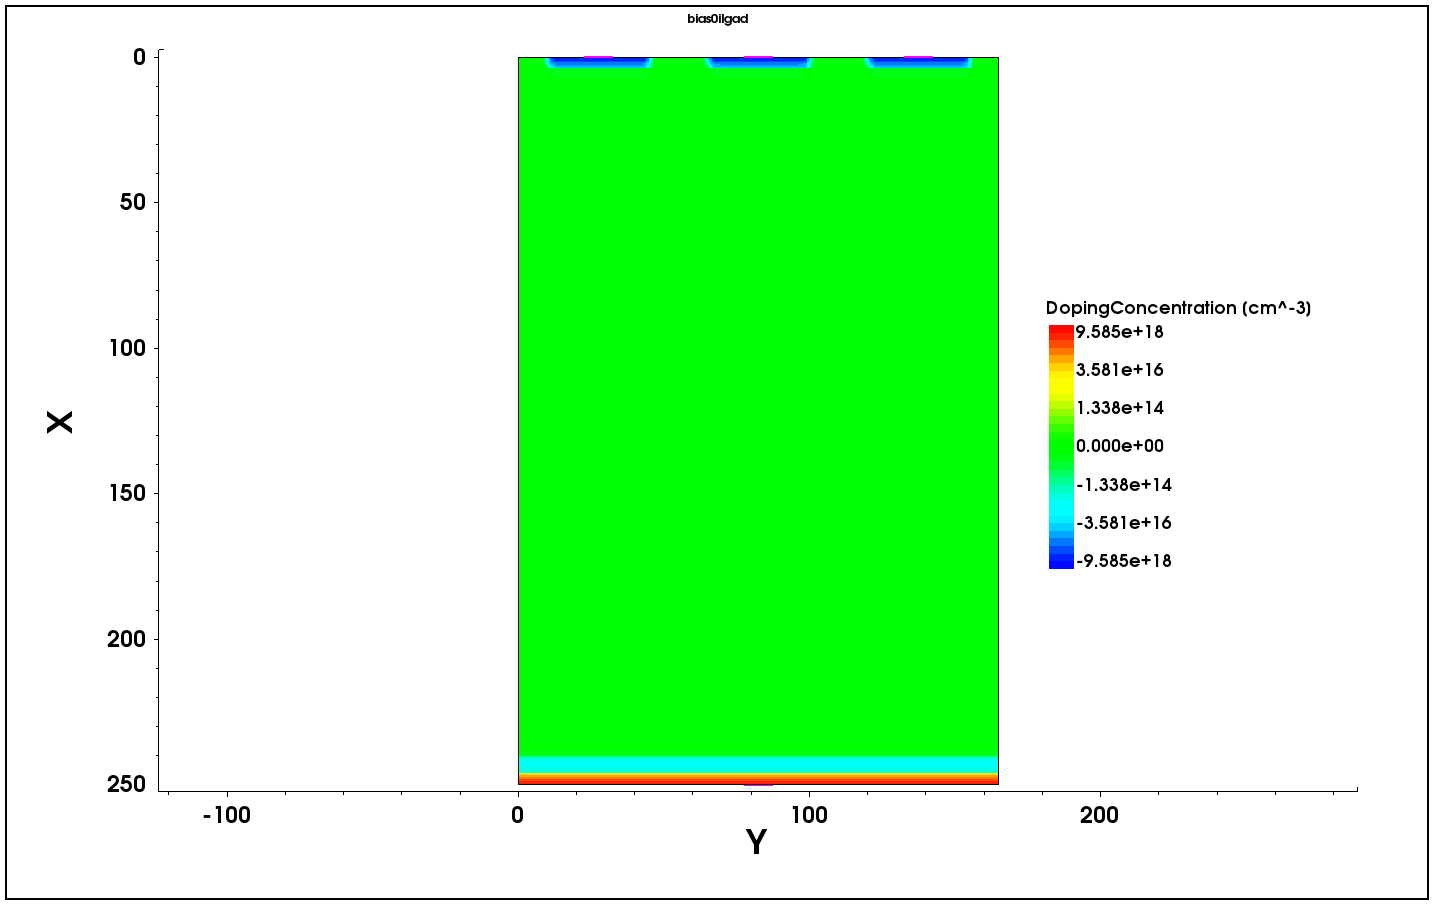 bias0ilgad
0
50
100
150
200
250
X
-100
0
100
200
Y
DopingConcentration (cm^-3)
9.585e+18
3.581e+16
1.338e+14
0.000e+00
-1.338e+14
-3.581e+16
-9.585e+18